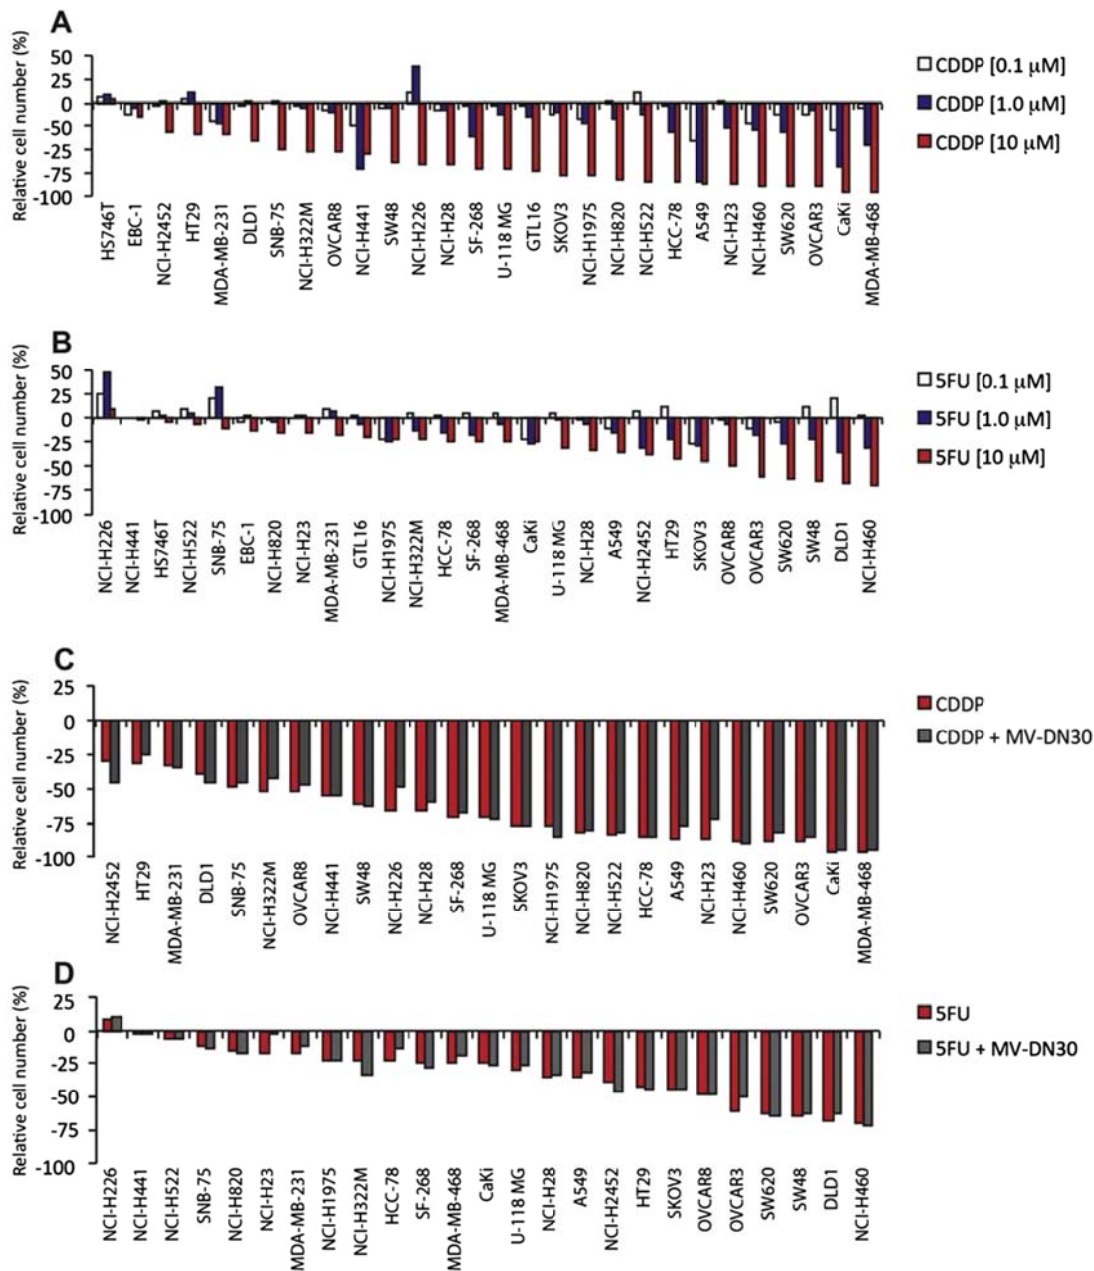 A
Relative cell number (%)
50
25
0
-50
-25
-75
-100
CDDP [0.1 µM]
CDDP [1.0 µM]
CDDP [10 µM]
HS746T
EBC-1
NCI-H2452
HT29
MDA-MB-231
DLD1
SNB-75
NCI-H322M
OVCAR8
NCI-H441
SW48
NCI-H226
NCI-H28
SF-268
U-118 MG
GTL16
SKOV3
NCI-H1975
NCI-H820
NCI-H522
HCC-78
A549
NCI-H23
NCI-H460
SW620
OVCAR3
CaKi
MDA-MB-468
B
Relative cell number (%)
50
25
0
-25
-50
-75
-100
5FU [0.1 µM]
5FU [1.0 µM]
5FU [10 µM]
NCI-H226
NCI-H441
HS746T
NCI-H522
SNB-75
EBC-1
NCI-H820
NCI-H23
MDA-MB-231
GTL16
NCI-H1975
NCI-H322M
HCC-78
SF-268
MDA-MB-468
CaKi
U-118 MG
NCI-H28
A549
NCI-H2452
HT29
SKOV3
OVCAR8
OVCAR3
SW620
SW48
DLD1
NCI-H460
C
Relative cell number (%)
25
0
-25
-50
-75
-100
CDDP
CDDP + MV-DN30
NCI-H2452
HT29
MDA-MB-231
DLD1
SNB-75
NCI-H322M
OVCAR8
NCI-H441
SW48
NCI-H226
NCI-H28
SF-268
U-118 MG
SKOV3
NCI-H1975
NCI-H820
NCI-H522
HCC-78
A549
NCI-H23
NCI-H460
SW620
OVCAR3
CaKi
MDA-MB-468
D
Relative cell number (%)
25
0
-25
-50
-75
-100
5FU
5FU + MV-DN30
NCI-H226
NCI-H441
NCI-H522
SNB-75
NCI-H820
NCI-H23
MDA-MB-231
NCI-H1975
NCI-H322M
HCC-78
SF-268
MDA-MB-468
CaKi
U-118 MG
NCI-H28
A549
NCI-H2452
HT29
SKOV3
OVCAR8
OVCAR3
SW620
SW48
DLD1
NCI-H460